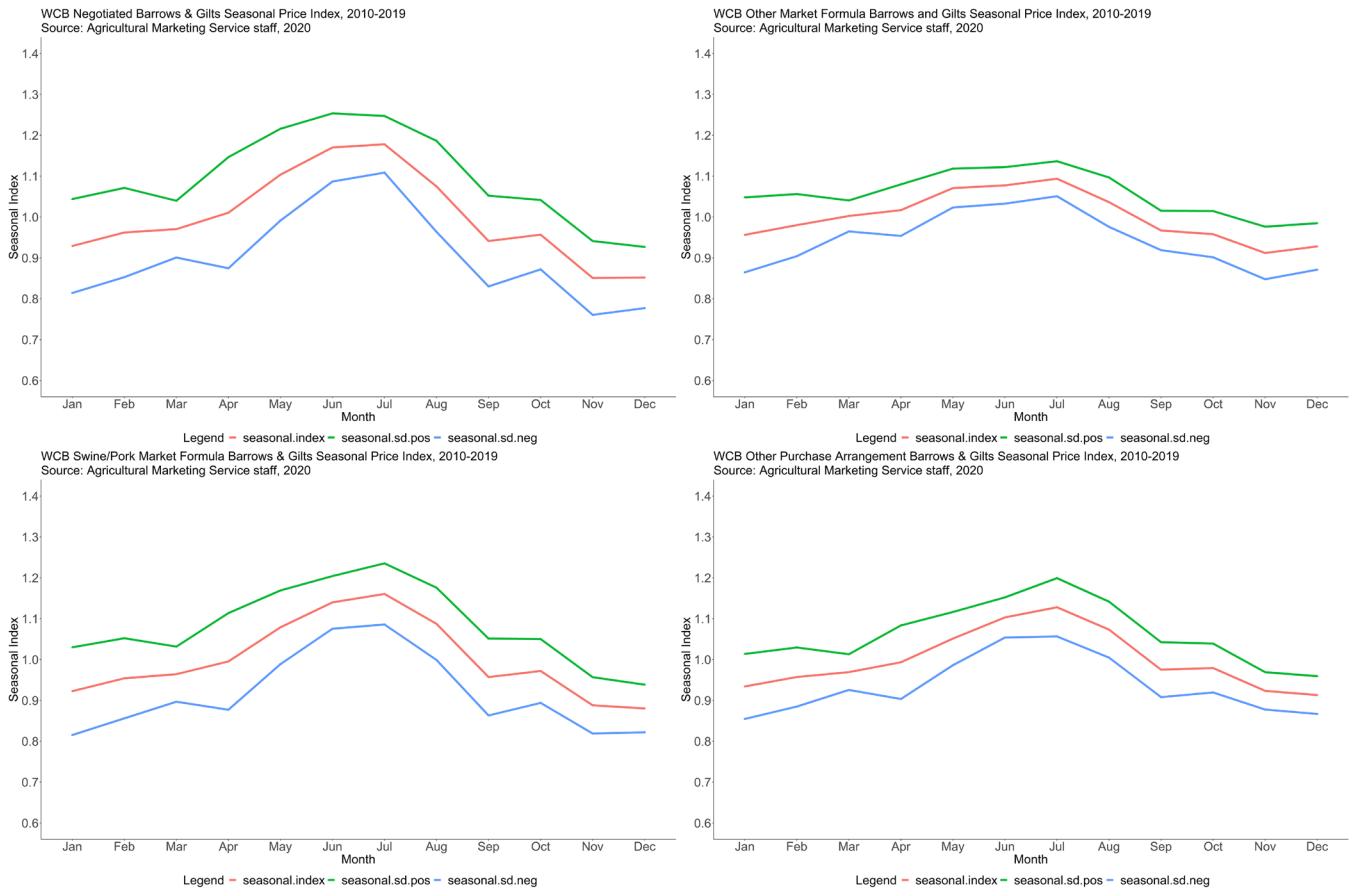 WCB Negotiated Barrows & Gilts Seasonal Price Index, 2010-2019
Source: Agricultural Marketing Service staff, 2020
1.4
1.3
1.2
1.1
1.0
0.9
0.8
0.7
0.6
Seasonal Index
Jan Feb Mar Apr May Jun Jul Aug Sep Oct Nov Dec
Month
Legend seasonal.index seasonal.sd.pos seasonal.sd.neg
WCB Other Market Formula Barrows and Gilts Seasonal Price Index, 2010-2019
Source: Agricultural Marketing Service staff, 2020
1.4
1.3
1.2
1.1
1.0
0.9
0.8
0.7
0.6
Seasonal Index
Jan Feb Mar Apr May Jun Jul Aug Sep Oct Nov Dec
Month
Legend seasonal.index seasonal.sd.pos seasonal.sd.neg
WCB Swine/Pork Market Formula Barrows & Gilts Seasonal Price Index, 2010-2019
Source: Agricultural Marketing Service staff, 2020
1.4
1.3
1.2
1.1
1.0
0.9
0.8
0.7
0.6
Seasonal Index
Jan Feb Mar Apr May Jun Jul Aug Sep Oct Nov Dec
Month
Legend seasonal.index seasonal.sd.pos seasonal.sd.neg
WCB Other Purchase Arrangement Barrows & Gilts Seasonal Price Index, 2010-2019
Source: Agricultural Marketing Service staff, 2020
1.4
1.3
1.2
1.1
1.0
0.9
0.8
0.7
0.6
Seasonal Index
Jan Feb Mar Apr May Jun Jul Aug Sep Oct Nov Dec
Month
Legend seasonal.index seasonal.sd.pos seasonal.sd.neg